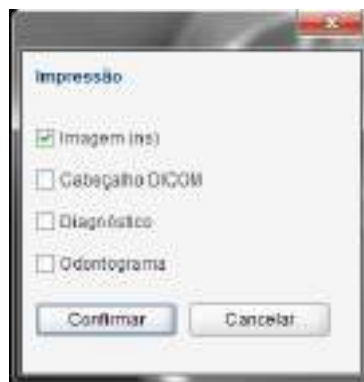 Impressão
Imagem (ns)
Cabeçalho DICOM
Diagnóstico
Odontograma
Confirmar
Cancelar